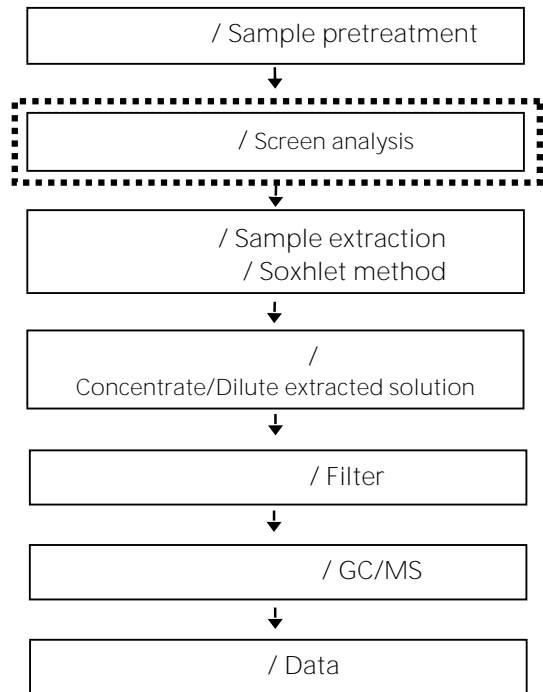 / Sample pretreatment
/ Screen analysis
/ Sample extraction
/ Soxhlet method
/
Concentrate/Dilute extracted solution
/ Filter
/ GC/MS
/ Data